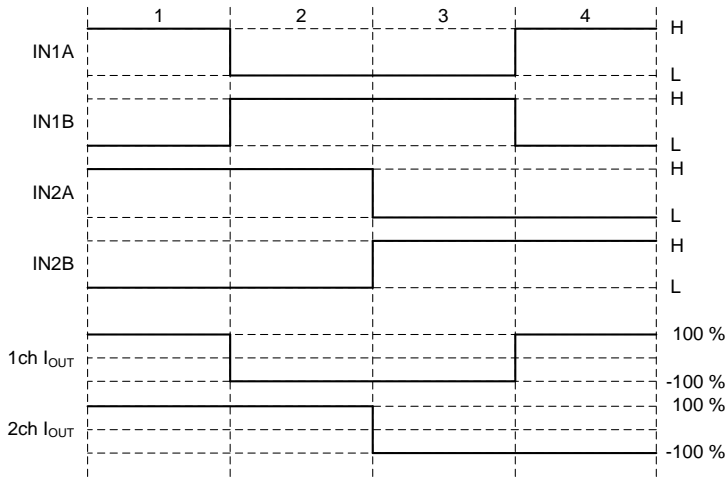 1 2 3 4
IN1A H
L
IN1B H
L
IN2A H
L
IN2B H
L
1ch IOUT 100 %
-100 %
2ch IOUT 100 %
-100 %